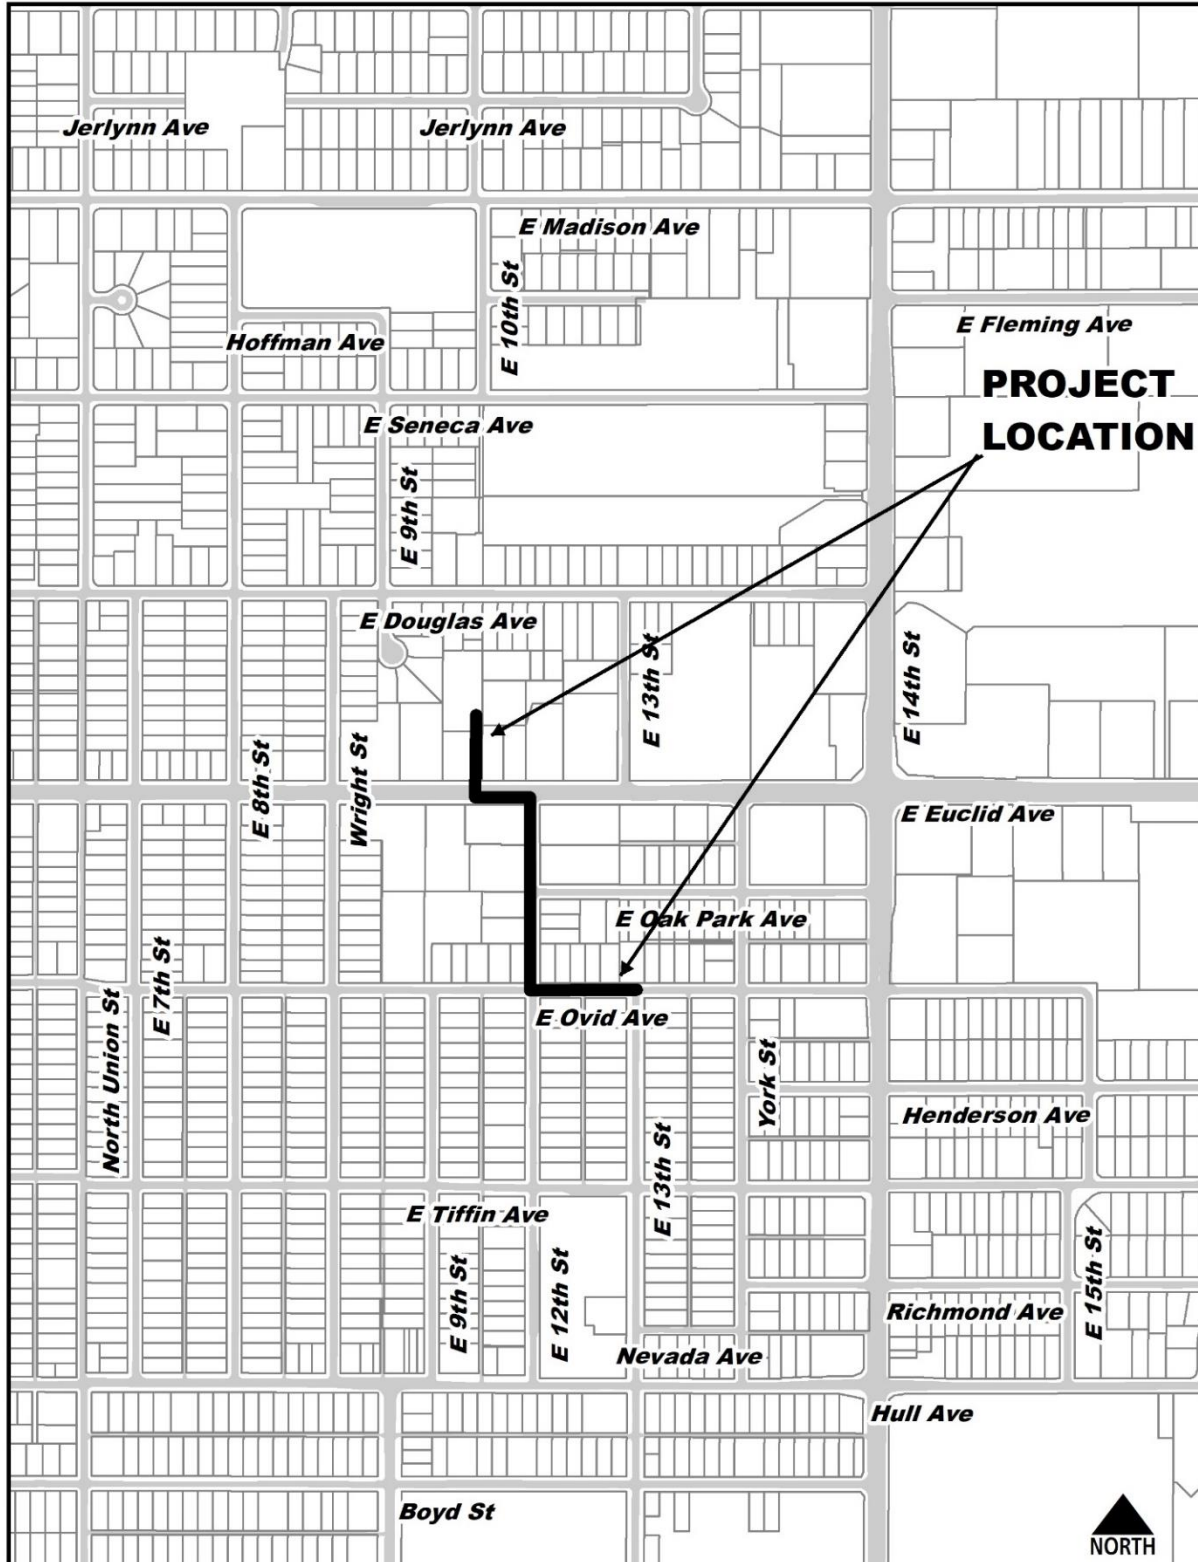 Jerlynn Ave
Jerlynn Ave
E Madison Ave
E 10th St
E Fleming Ave
Hoffman Ave
PROJECT
LOCATION
E Seneca Ave
E 9th St
E Douglas Ave
E 13th St
E 14th St
Wright St
E 8th St
E Euclid Ave
E Oak Park Ave
E 7th St
North Union St
E Ovid Ave
York St
Henderson Ave
E 13th St
E Tiffin Ave
E 15th St
E 9th St
E 12th St
Richmond Ave
Nevada Ave
Hull Ave
Boyd St
NORTH